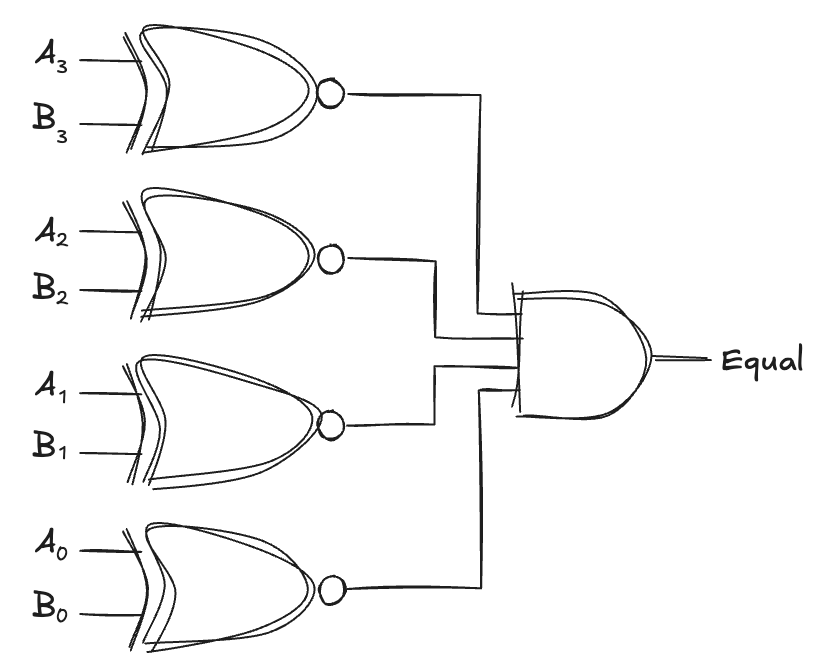 A₃
B₃
A₂
B₂
Equal
A₁
B₁
A₀
B₀